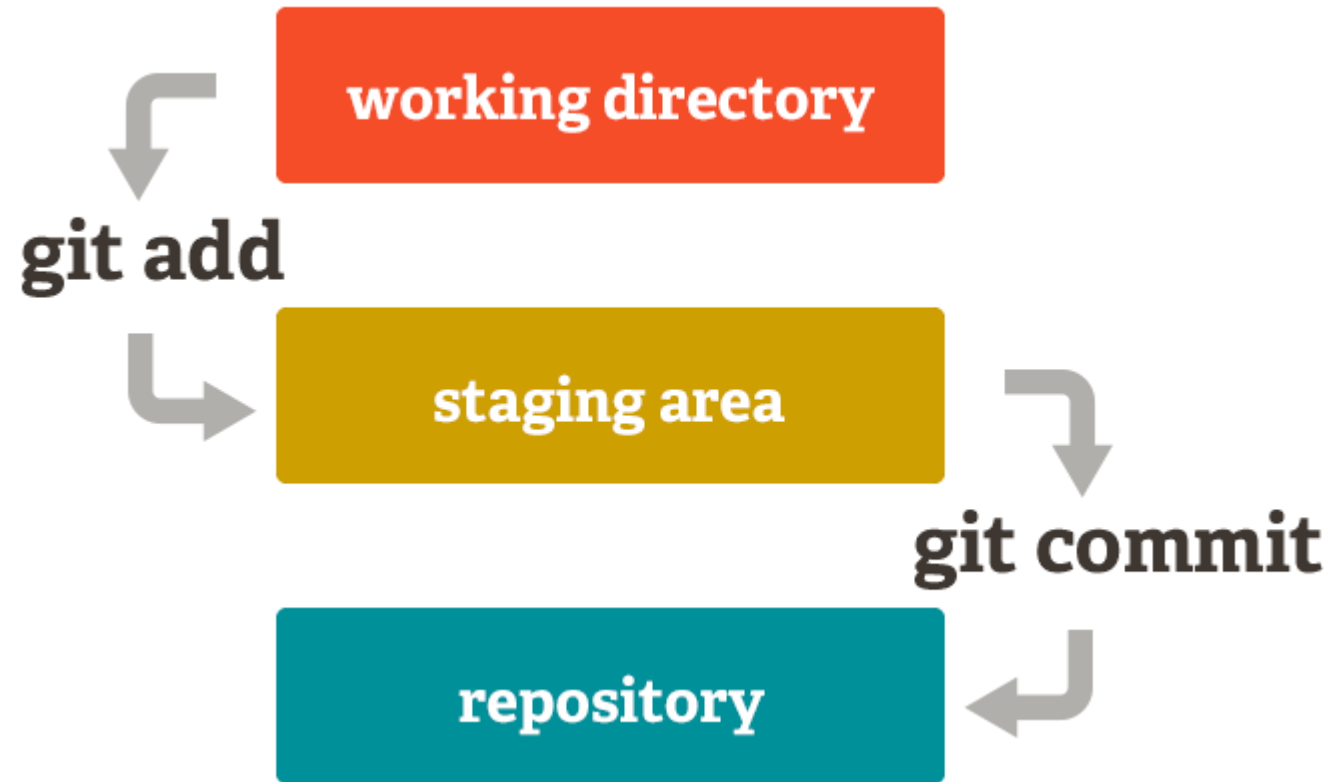 working directory
git add
staging area
git commit
repository